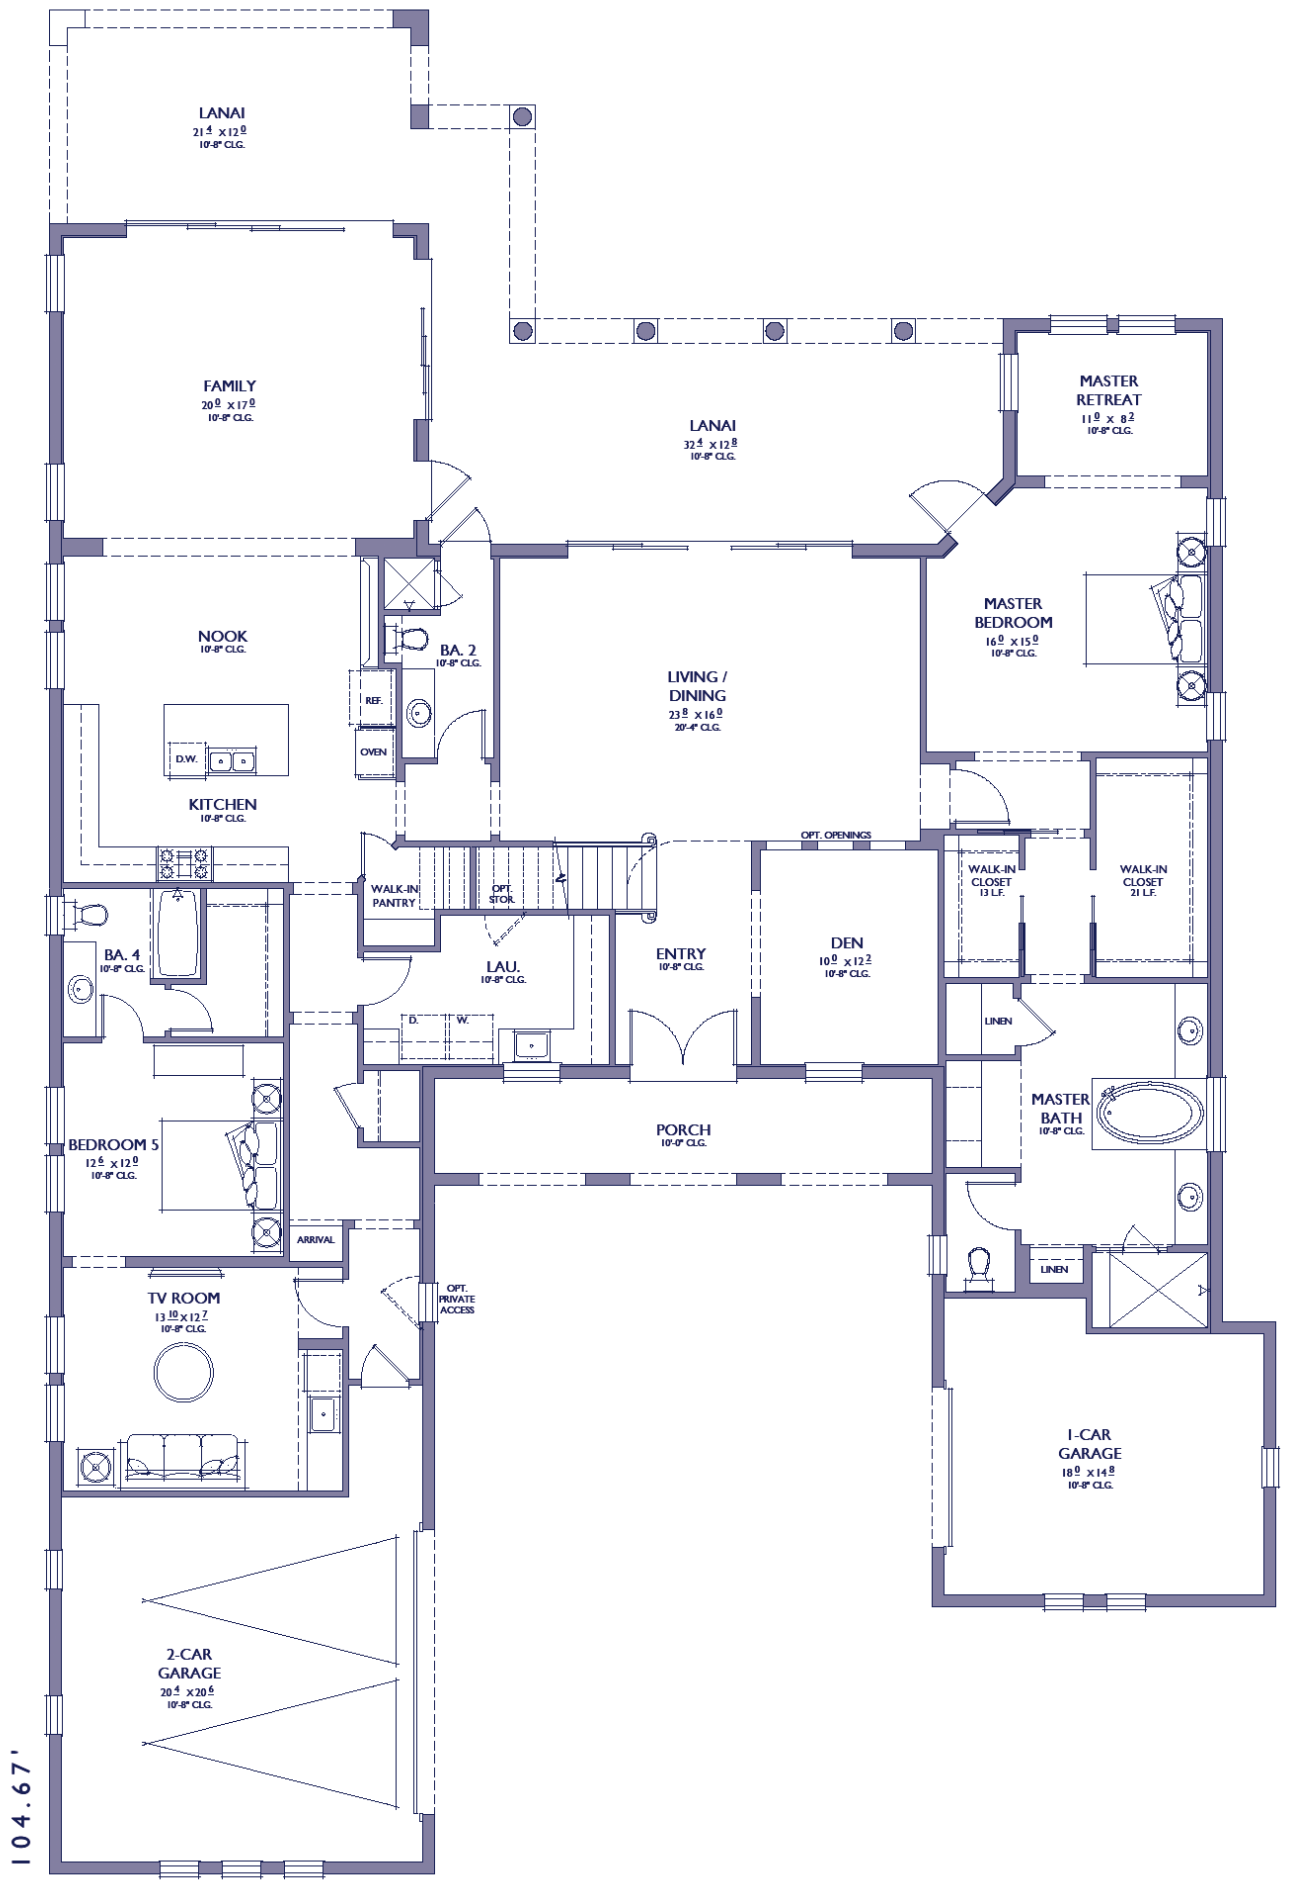 LANAI
21 4 X 12 0
10'-8" CLG.
FAMILY
20 0 X 17 0
10'-8" CLG.
MASTER
RETREAT
11 0 X 8 2
10'-8" CLG.
LANAI
32 4 X 12 8
10'-8" CLG.
NOOK
10'-8" CLG.
BA. 2
10'-8" CLG.
MASTER
BEDROOM
16 0 X 15 0
10'-8" CLG.
LIVING /
DINING
23 8 X 16 0
20'-4" CLG.
REF.
OVEN
D.W.
KITCHEN
10'-8" CLG.
OPT. OPENINGS
WALK-IN
PANTRY
OPT.
STOR.
WALK-IN
CLOSET
13 L.F.
WALK-IN
CLOSET
21 L.F.
BA. 4
10'-8" CLG.
LAU.
10'-8" CLG.
ENTRY
10'-8" CLG.
DEN
10 0 X 12 2
10'-8" CLG.
D.
W.
LINEN
MASTER
BATH
10'-8" CLG.
PORCH
10'-0" CLG.
BEDROOM 5
12 6 X 12 0
10'-8" CLG.
ARRIVAL
LINEN
TV ROOM
13 10 X 12 7
10'-8" CLG.
OPT.
PRIVATE
ACCESS
1-CAR
GARAGE
18 0 X 14 8
10'-8" CLG.
2-CAR
GARAGE
20 4 X 20 6
10'-8" CLG.
104.67'